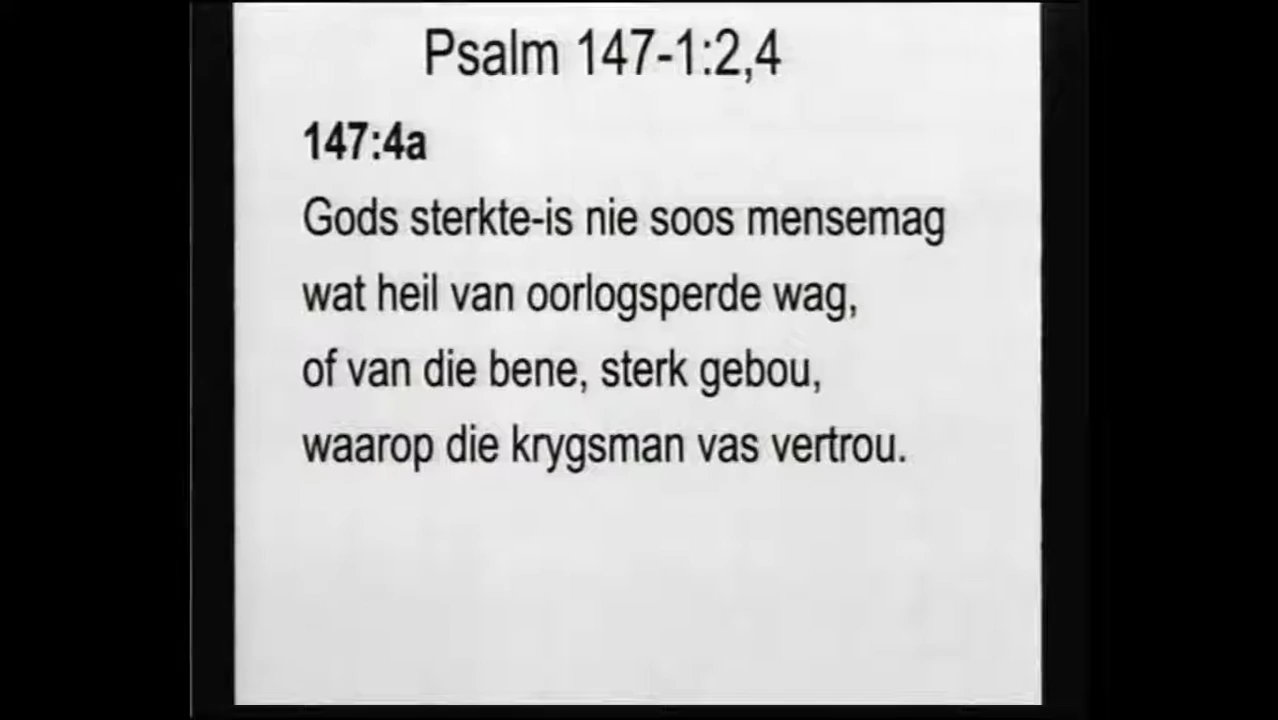 Psalm 147-1:2,4
147:4a
Gods sterkte-is nie soos mensemag
wat heil van oorlogsperde wag,
of van die bene, sterk gebou,
waarop die krygsman vas vertrou.